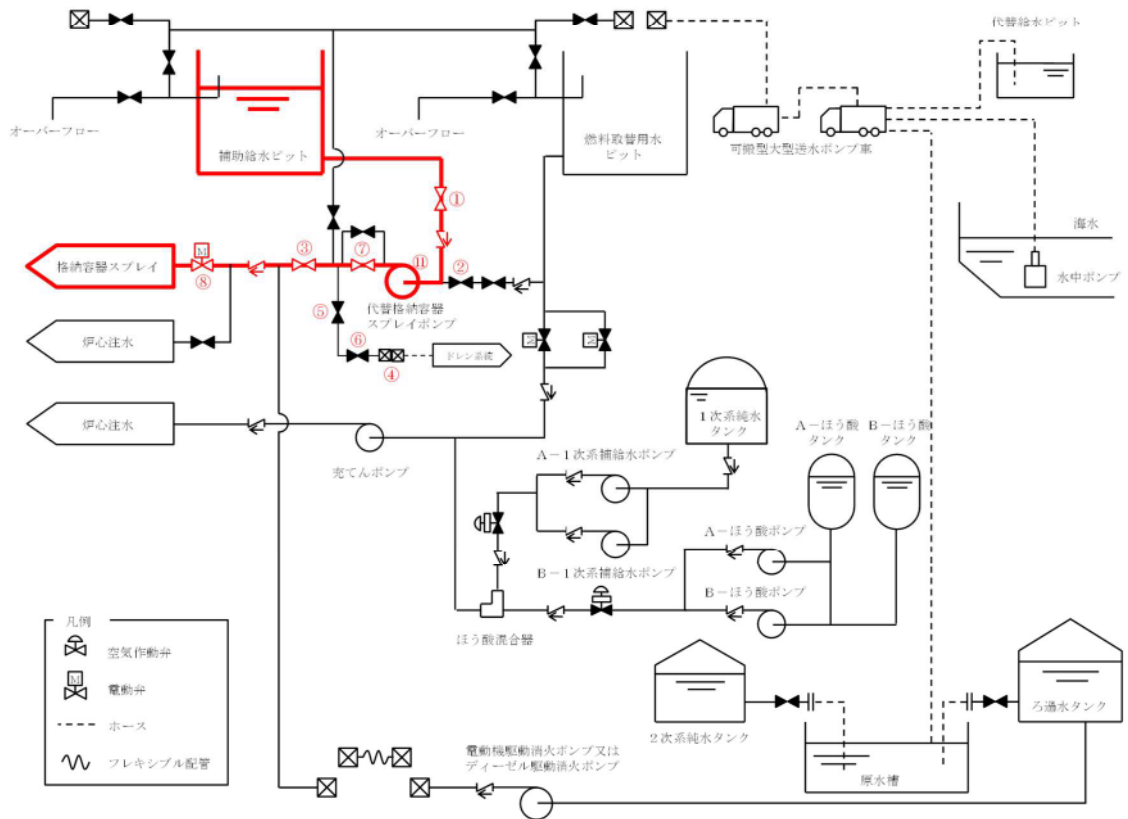 代替給水ピット
オーバーフロー
オーバーフロー
補助給水ピット
燃料取替用水
ピット
可搬型大型送水ポンプ車
①
海水
水中ポンプ
M
③
⑦
⑪
②
格納容器スプレイ
⑧
代替格納容器
スプレイポンプ
⑤
⑥
④
ドレン系統
M
M
炉心注水
炉心注水
充てんポンプ
1次系純水
タンク
A-ほう酸
タンク
B-ほう酸
タンク
A-1次系補給水ポンプ
B-1次系補給水ポンプ
A-ほう酸ポンプ
B-ほう酸ポンプ
ほう酸混合器
凡例
空気作動弁
M
電動弁
ホース
フレキシブル配管
2次系純水タンク
ろ過水タンク
原水槽
電動機駆動消火ポンプ又は
ディーゼル駆動消火ポンプ